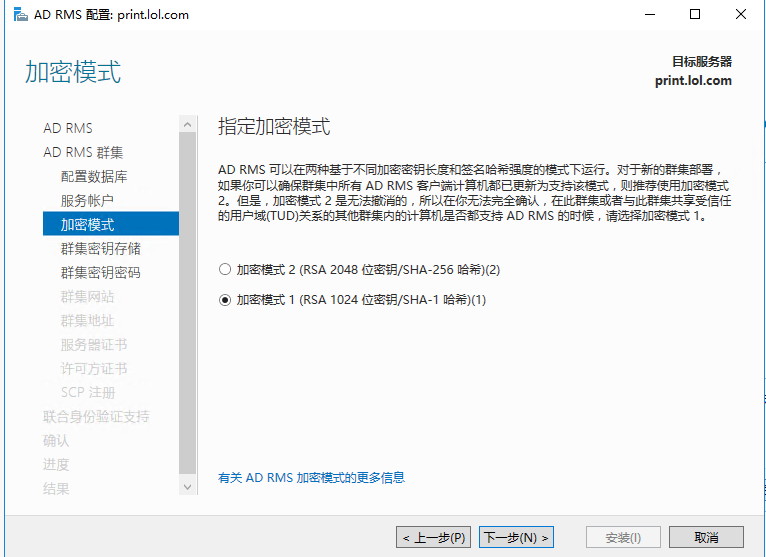 AD RMS 配置: print.lol.com
加密模式
目标服务器
print.lol.com
AD RMS
AD RMS 群集
配置数据库
服务帐户
加密模式
群集密钥存储
群集密钥密码
群集网站
群集地址
服务器证书
许可方证书
SCP 注册
联合身份验证支持
确认
进度
结果
指定加密模式
AD RMS 可以在两种基于不同加密密钥长度和签名哈希强度的模式下运行。对于新的群集部署，
如果你可以确保群集中所有 AD RMS 客户端计算机都已更新为支持该模式，则推荐使用加密模式
2。但是，加密模式 2 是无法撤消的，所以在你无法完全确认，在此群集或者与此群集共享受信任
的用户域(TUD)关系的其他群集内的计算机是否都支持 AD RMS 的时候，请选择加密模式 1。
加密模式 2 (RSA 2048 位密钥/SHA-256 哈希)(2)
加密模式 1 (RSA 1024 位密钥/SHA-1 哈希)(1)
有关 AD RMS 加密模式的更多信息
< 上一步(P)
下一步(N) >
安装(I)
取消